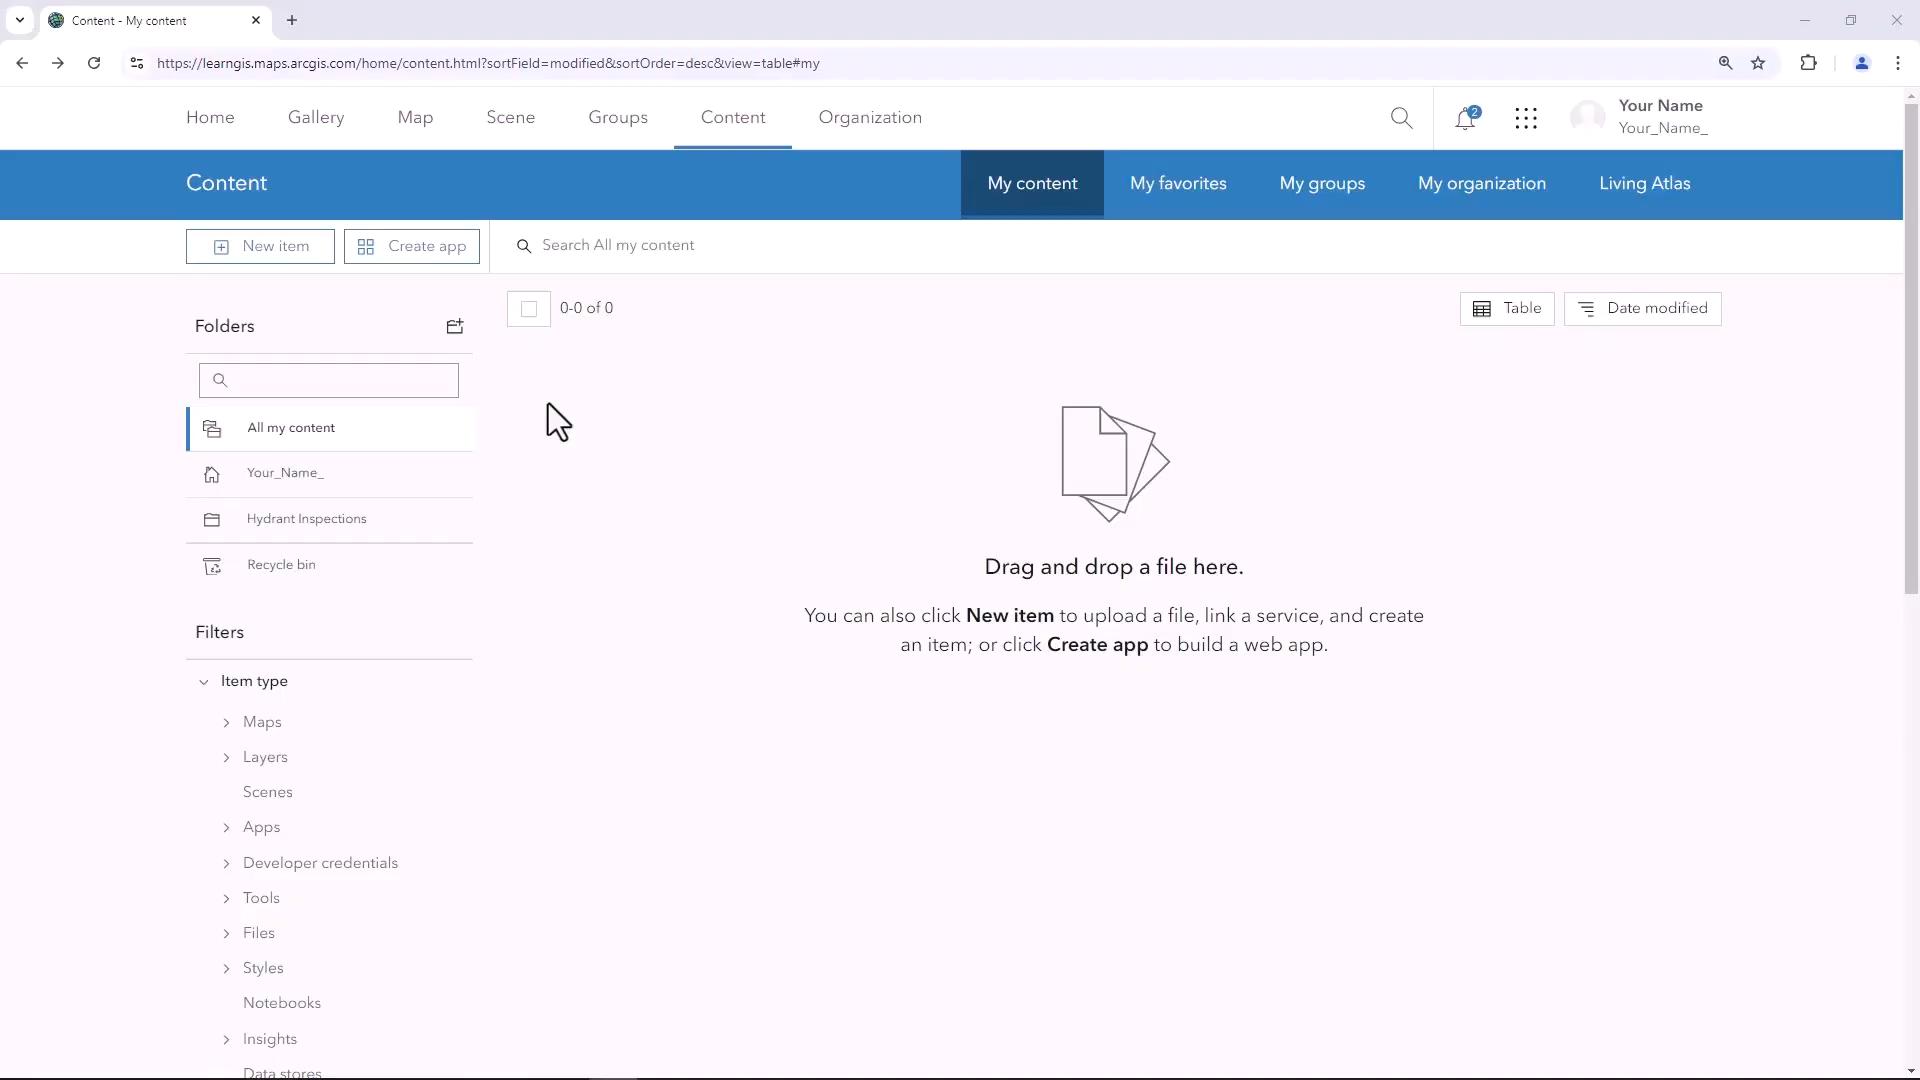 Content - My content
https://learngis.maps.arcgis.com/home/content.html?sortField=modified&sortOrder=desc&view=table#my
Home Gallery Map Scene Groups Content Organization
2
Your Name
Your_Name_
Content
My content My favorites My groups My organization Living Atlas
New item Create app Search All my content
Folders
0-0 of 0
Table
Date modified
All my content
Your_Name_
Hydrant Inspections
Recycle bin
Drag and drop a file here.
You can also click New item to upload a file, link a service, and create
an item; or click Create app to build a web app.
Filters
Item type
Maps
Layers
Scenes
Apps
Developer credentials
Tools
Files
Styles
Notebooks
Insights
Data stores